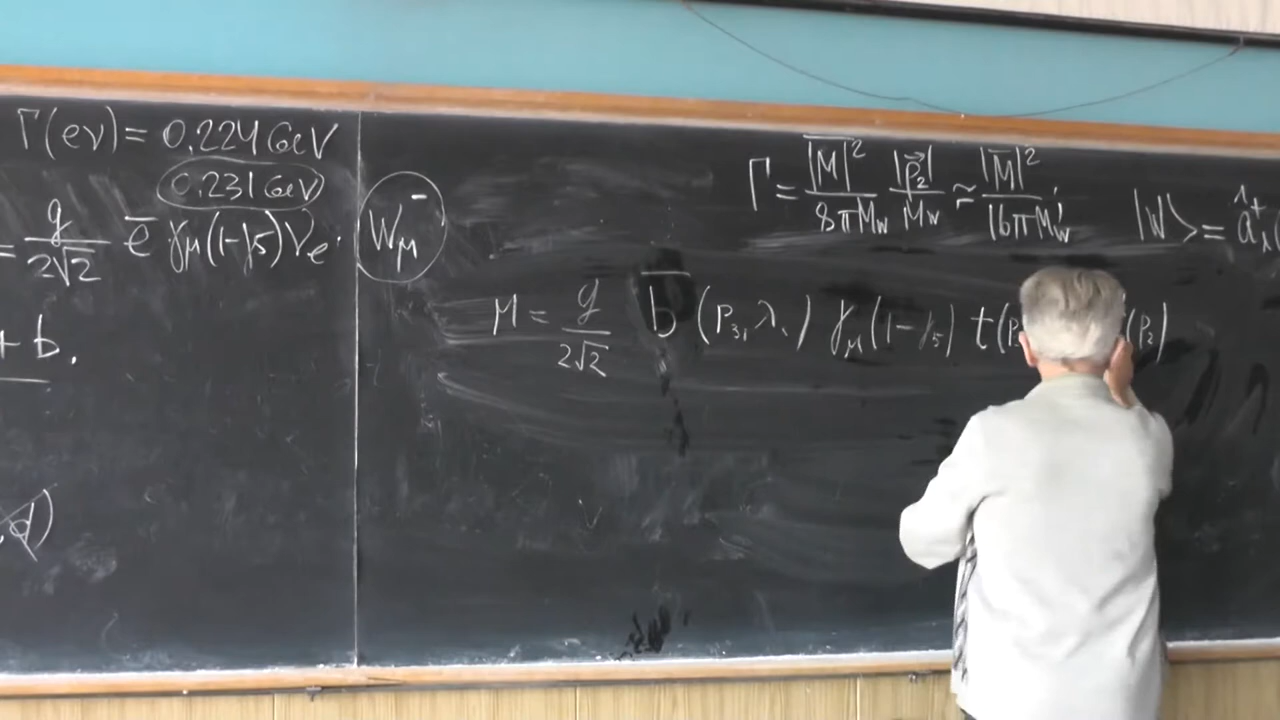 Γ(eν) = 0.224 GeV
0.231 GeV
= g/2√2 ē γμ(1-γ5)νe · Wμ⁻
+ b.
Γ = |M̅|²/8πMW |p⃗2|/MW ≈ |M̅|²/16πMW
|W> = â⁺λ(
M = g/2√2 b̅ (p3, λ,) γμ(1-γ5) t(p (p2)